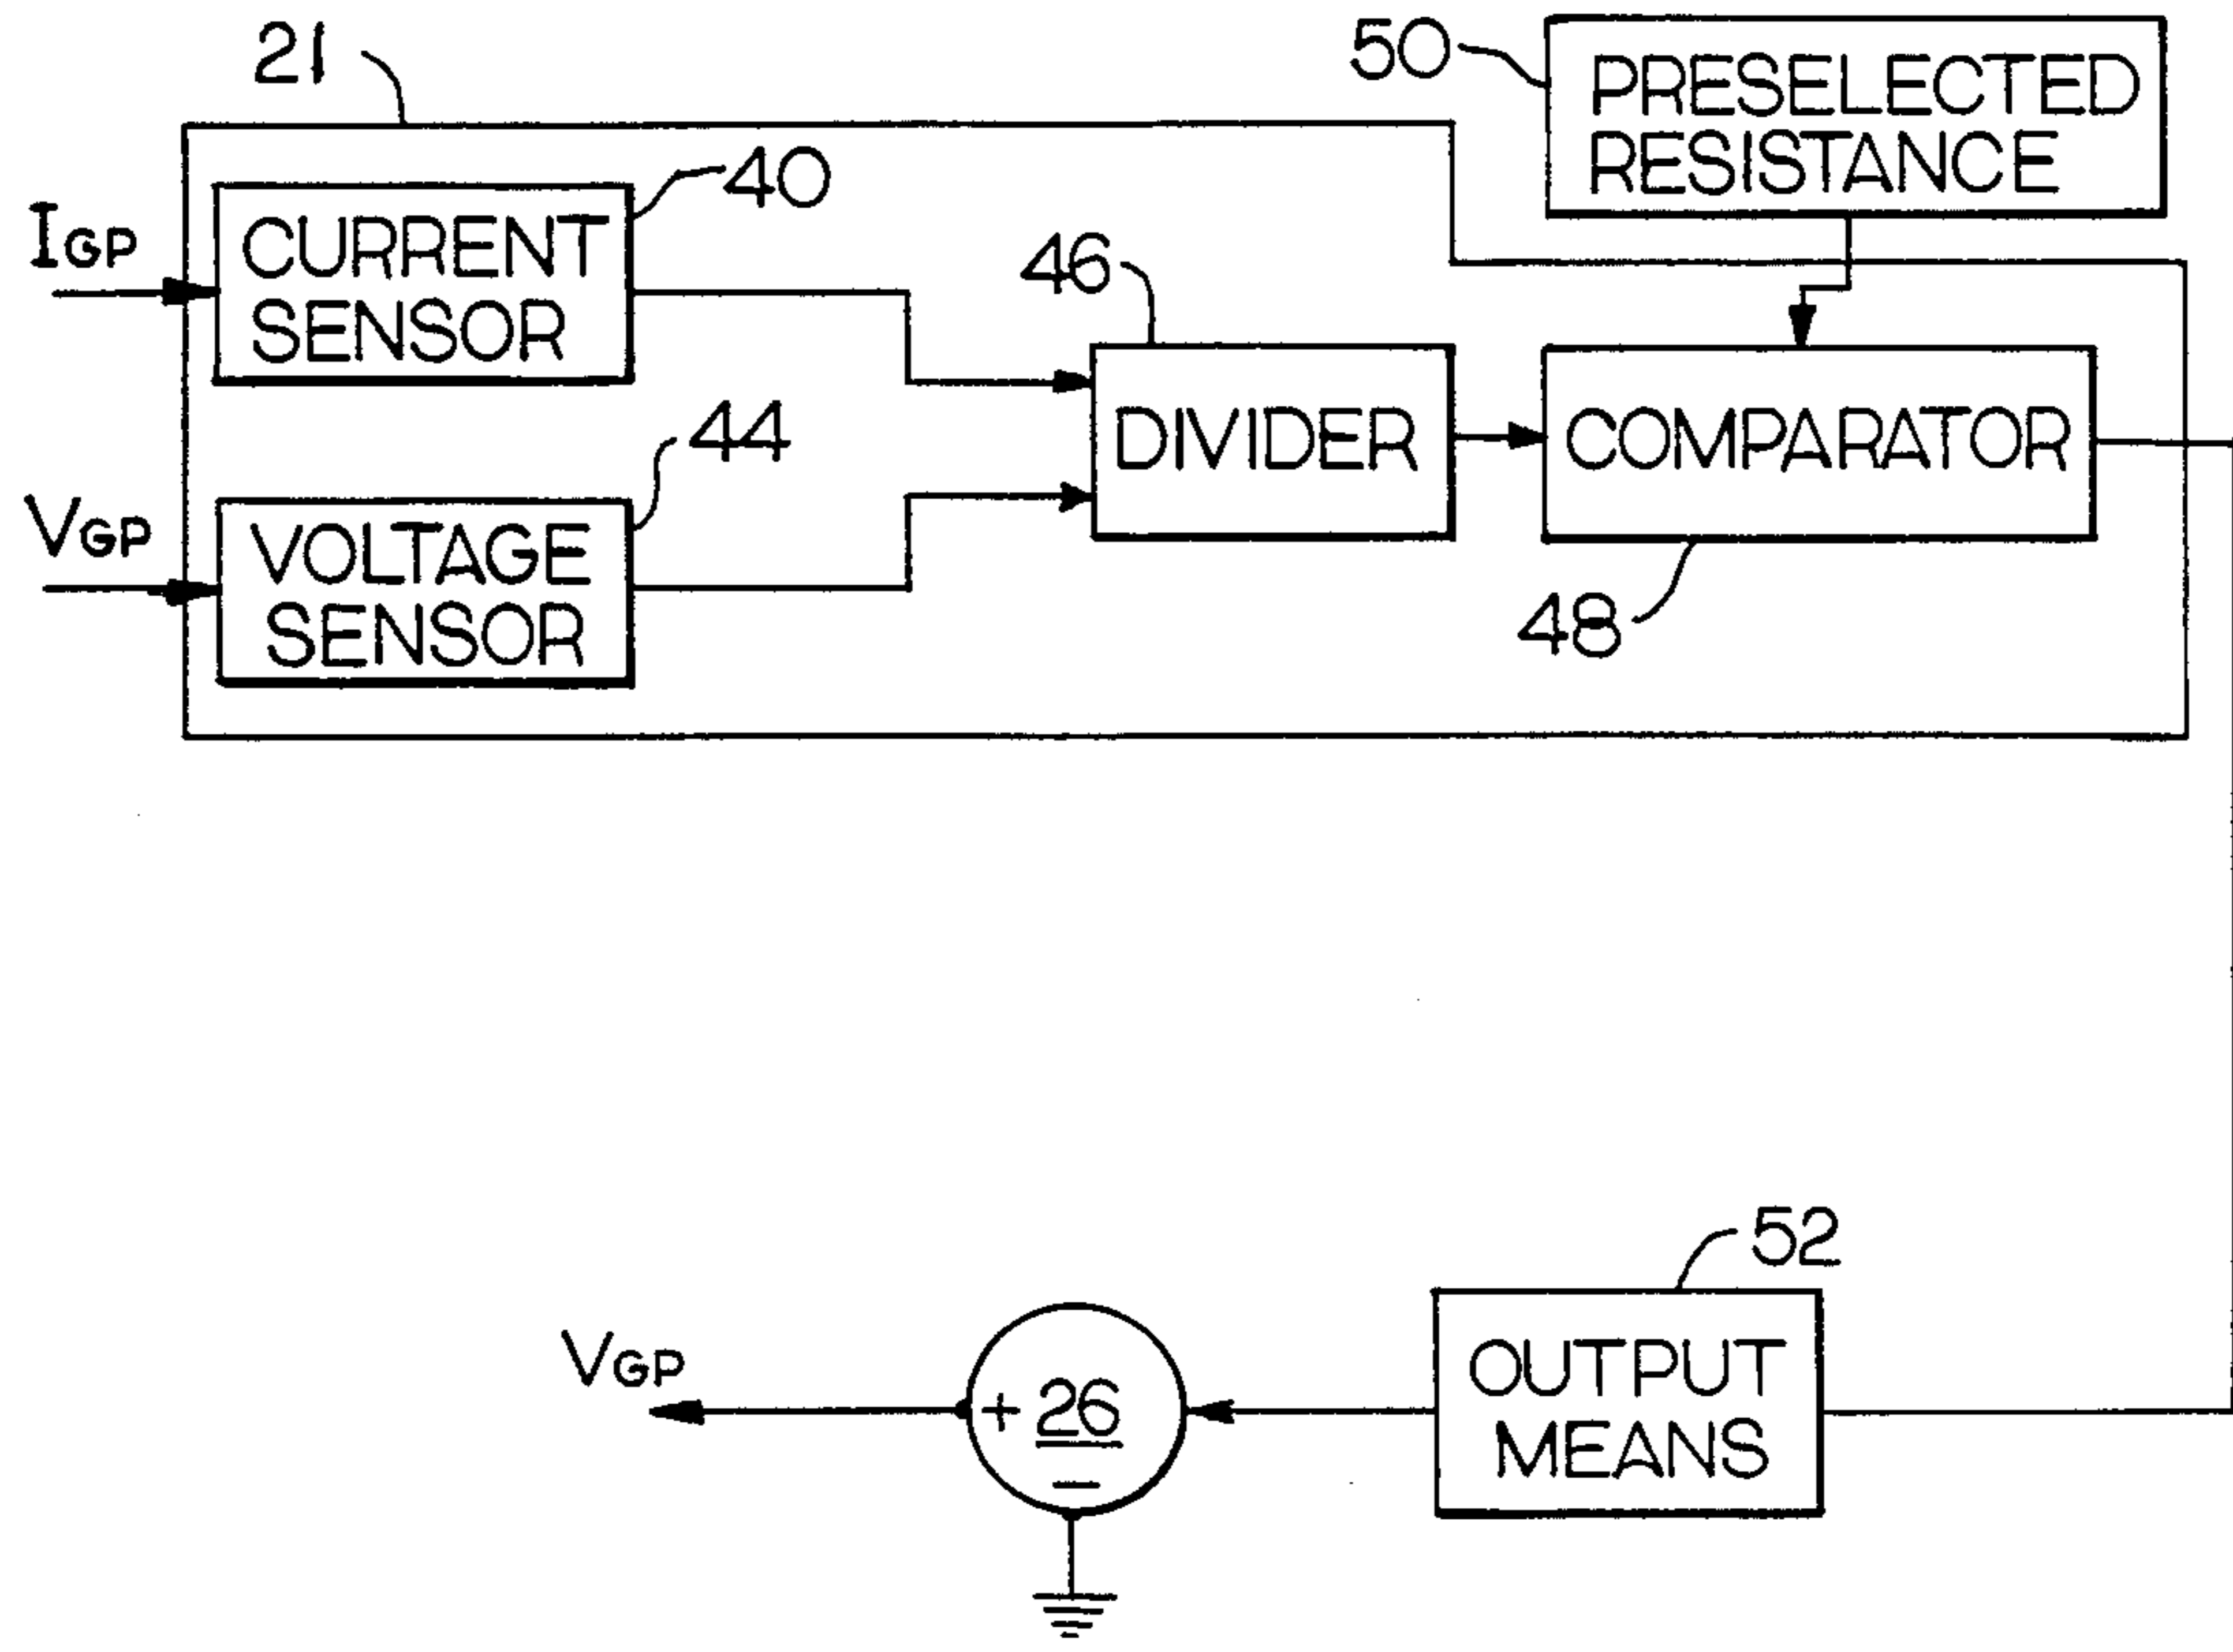 21
50
PRESELECTED
RESISTANCE
40
IGP
CURRENT
SENSOR
46
44
DIVIDER
COMPARATOR
VGP
VOLTAGE
SENSOR
48
52
VGP
+ 26
−
OUTPUT
MEANS